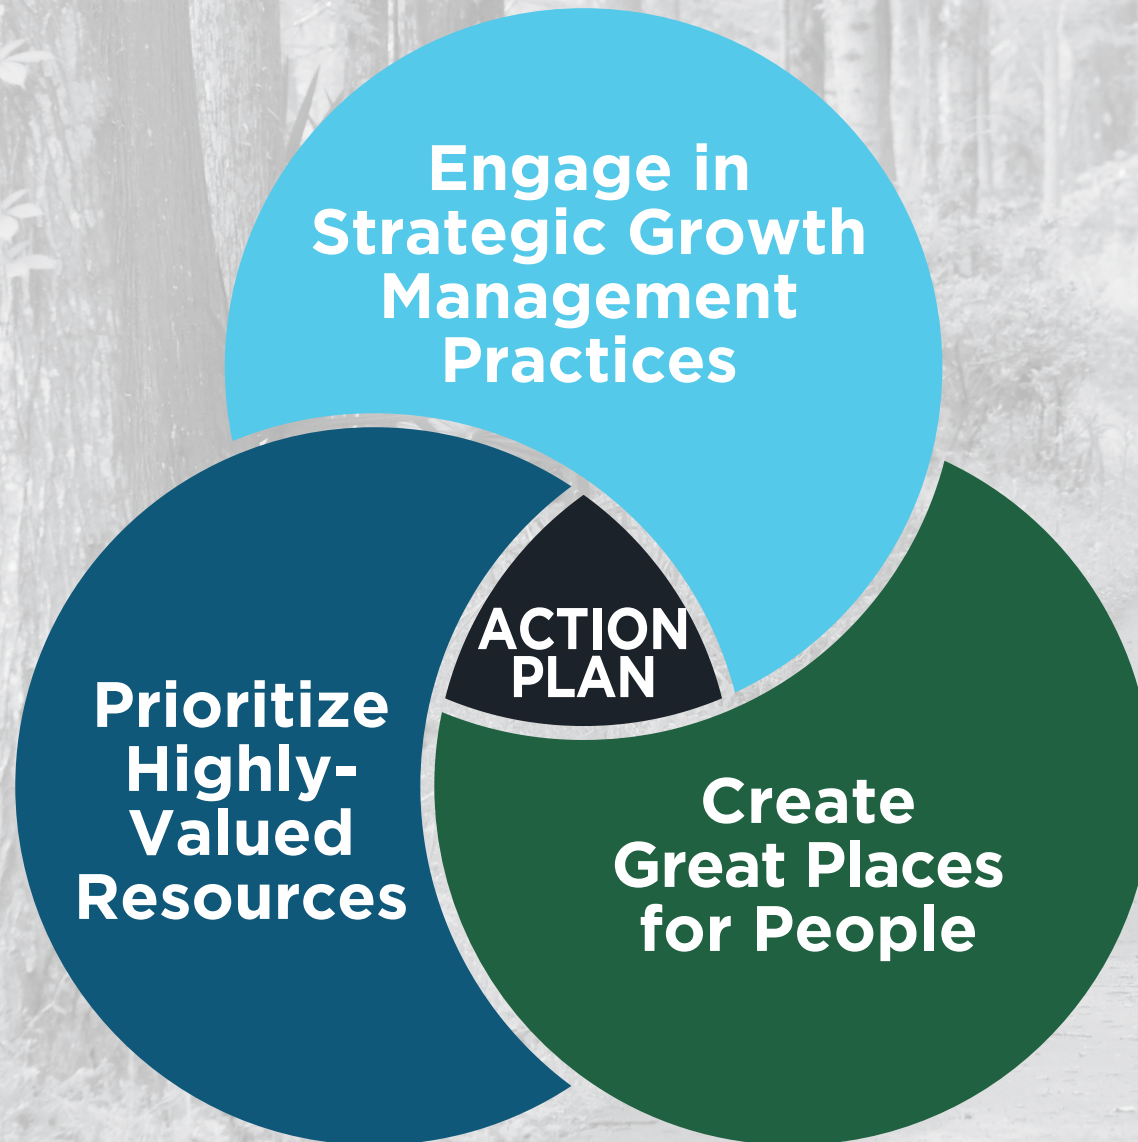 Engage in
Strategic Growth
Management
Practices
ACTION
PLAN
Prioritize
Highly-
Valued
Resources
Create
Great Places
for People